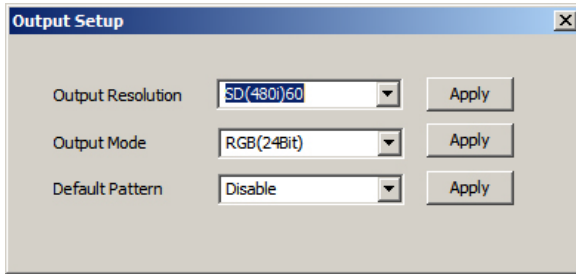 Output Setup
Output Resolution SD(480i)60 Apply
Output Mode RGB(24Bit) Apply
Default Pattern Disable Apply